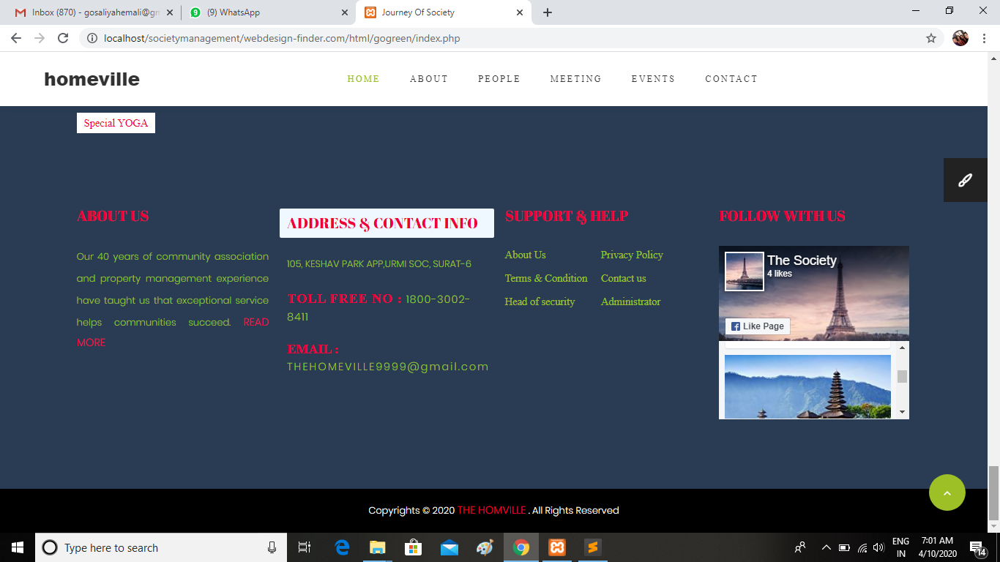 Inbox (870) - gosaliyahemali@gm
(9) WhatsApp
Journey Of Society
localhost/societymanagement/webdesign-finder.com/html/gogreen/index.php
homeville
HOME
ABOUT
PEOPLE
MEETING
EVENTS
CONTACT
Special YOGA
ABOUT US
Our 40 years of community association
and property management experience
have taught us that exceptional service
helps communities succeed. READ
MORE
ADDRESS & CONTACT INFO
105, KESHAV PARK APP,URMI SOC, SURAT-6
TOLL FREE NO : 1800-3002-
8411
EMAIL :
THEHOMEVILLE9999@gmail.com
SUPPORT & HELP
About Us
Privacy Policy
Terms & Condition
Contact us
Head of security
Administrator
FOLLOW WITH US
The Society
4 likes
Like Page
Copyrights © 2020 THE HOMVILLE . All Rights Reserved
Type here to search
ENG
IN
7:01 AM
4/10/2020
14